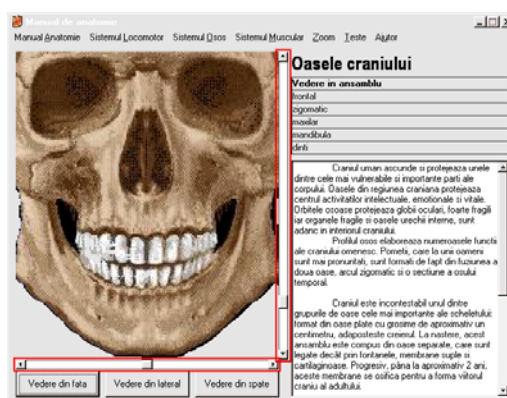 Manual de anatomie
Manual Anatomie Sistemul Locomotor Sistemul Osos Sistemul Muscular Zoom Teste Ajutor
Oasele craniului
Vedere in ansamblu
frontal
zigomatic
maxilar
mandibula
dinti
Craniul uman ascunde si protejeaza unele
dintre cele mai vulnerabile si importante parti ale
corpului. Oasele din regiunea craniana protejeaza
centrul activitatilor intelectuale, emotionale si vitale.
Orbitele osoase protejeaza globii oculari, foarte fragili
iar organele fragile si oasele urechii interne, sunt
adanc in interiorul craniului.
Profilul osos elaboreaza numeroasele functii
ale craniului omenesc. Pometii, care la unii oameni
sunt mai pronuntati, sunt formati de fapt din fuziunea a
doua oase, arcul zigomatic si o sectiune a osului
temporal.
Craniul este incontestabil unul dintre
grupurile de oase cele mai importante ale scheletului:
format din oase plate cu grosime de aproximativ un
centimetru, adaposteste creierul. La nastere, acest
ansamblu este compus din oase separate, care sunt
legate decât prin fontanele, membrane suple si
cartilaginoase. Progresiv, pâna la aproximativ 2 ani,
aceste membrane se osifica pentru a forma viitorul
craniu al adultului.
Vedere din fata Vedere din lateral Vedere din spate